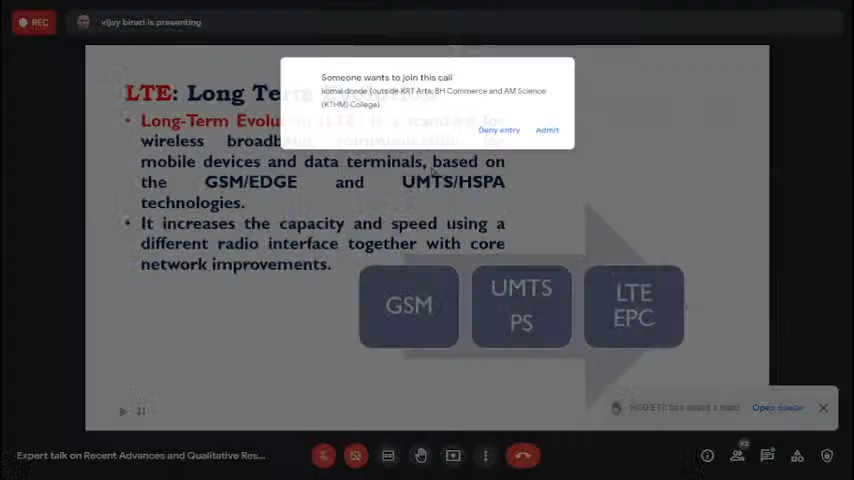 REC
vijay binari is presenting
Someone wants to join this call
komal donde (outside KRT Arts, BH Commerce and AM Science
(KTHM) College)
Deny entry
Admit
LTE: Long Te
• Long-Term Evolu
wireless broadb
mobile devices and data terminals, based on
the GSM/EDGE and UMTS/HSPA
technologies.
• It increases the capacity and speed using a
different radio interface together with core
network improvements.
GSM
UMTS
PS
LTE
EPC
21
HOD ETC has raised a hand
Open queue
Expert talk on Recent Advances and Qualitative Res...
93